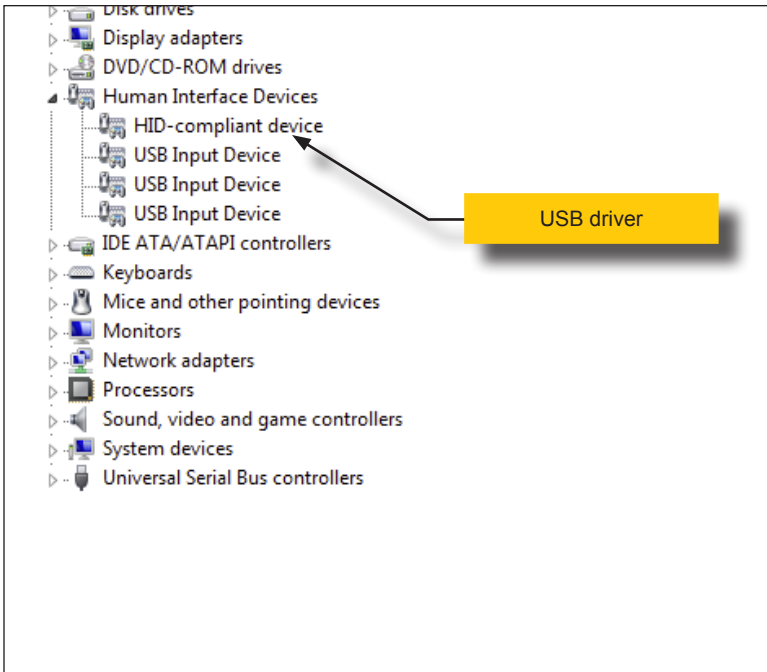 Disk drives
Display adapters
DVD/CD-ROM drives
Human Interface Devices
HID-compliant device
USB Input Device
USB Input Device
USB Input Device
USB driver
IDE ATA/ATAPI controllers
Keyboards
Mice and other pointing devices
Monitors
Network adapters
Processors
Sound, video and game controllers
System devices
Universal Serial Bus controllers